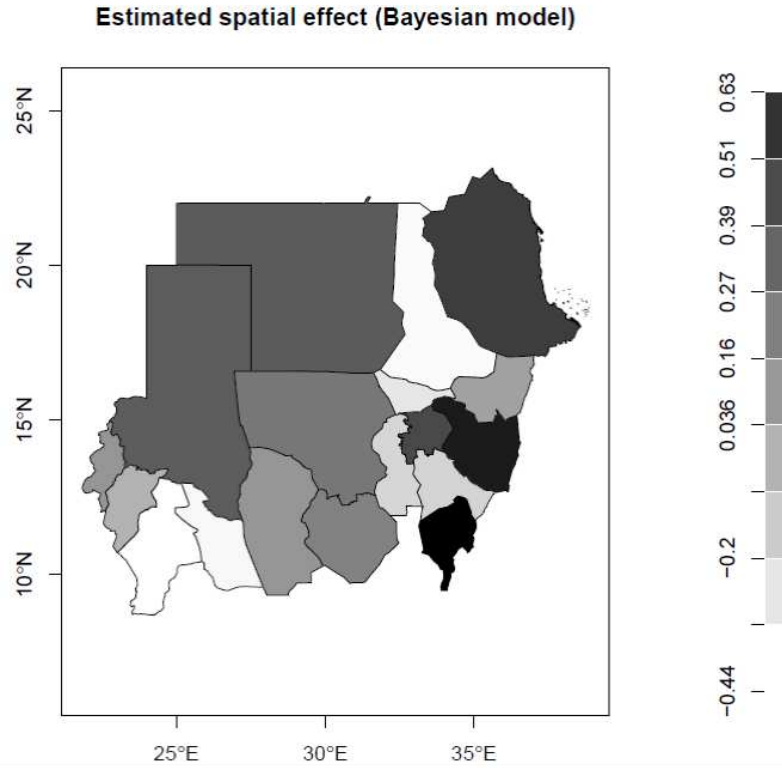 Estimated spatial effect (Bayesian model)
25°N
20°N
15°N
10°N
25°E
30°E
35°E
0.63
0.51
0.39
0.27
0.16
0.036
−0.2
−0.44